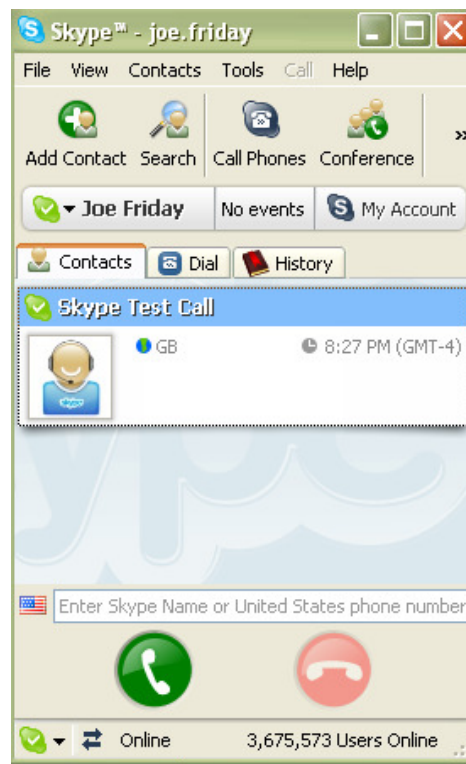 Skype™ - joe.friday
File View Contacts Tools Call Help
Add Contact Search Call Phones Conference »
Joe Friday No events My Account
Contacts Dial History
Skype Test Call
GB 8:27 PM (GMT-4)
skype
Enter Skype Name or United States phone number
Online 3,675,573 Users Online